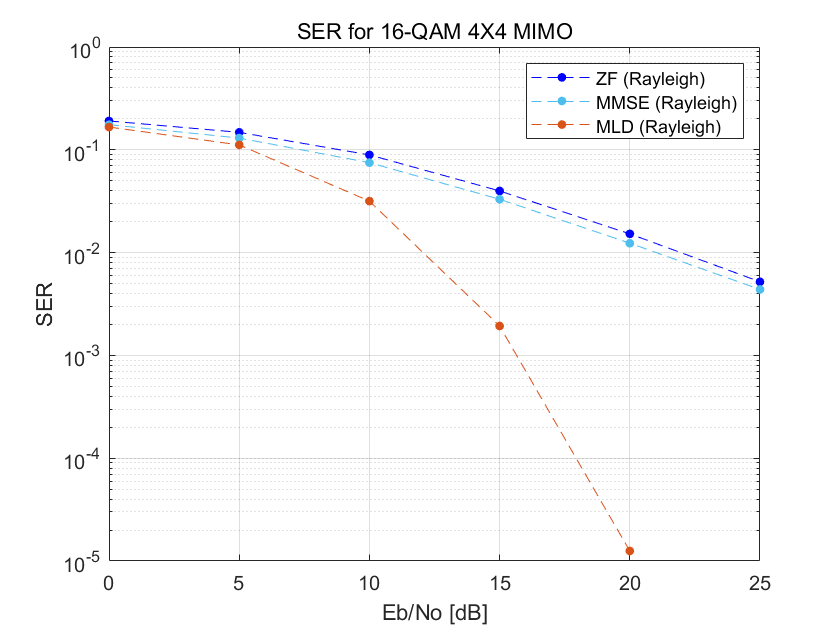 SER for 16-QAM 4X4 MIMO
ZF (Rayleigh)
MMSE (Rayleigh)
MLD (Rayleigh)
10^0
10^-1
10^-2
10^-3
10^-4
10^-5
SER
0 5 10 15 20 25
Eb/No [dB]